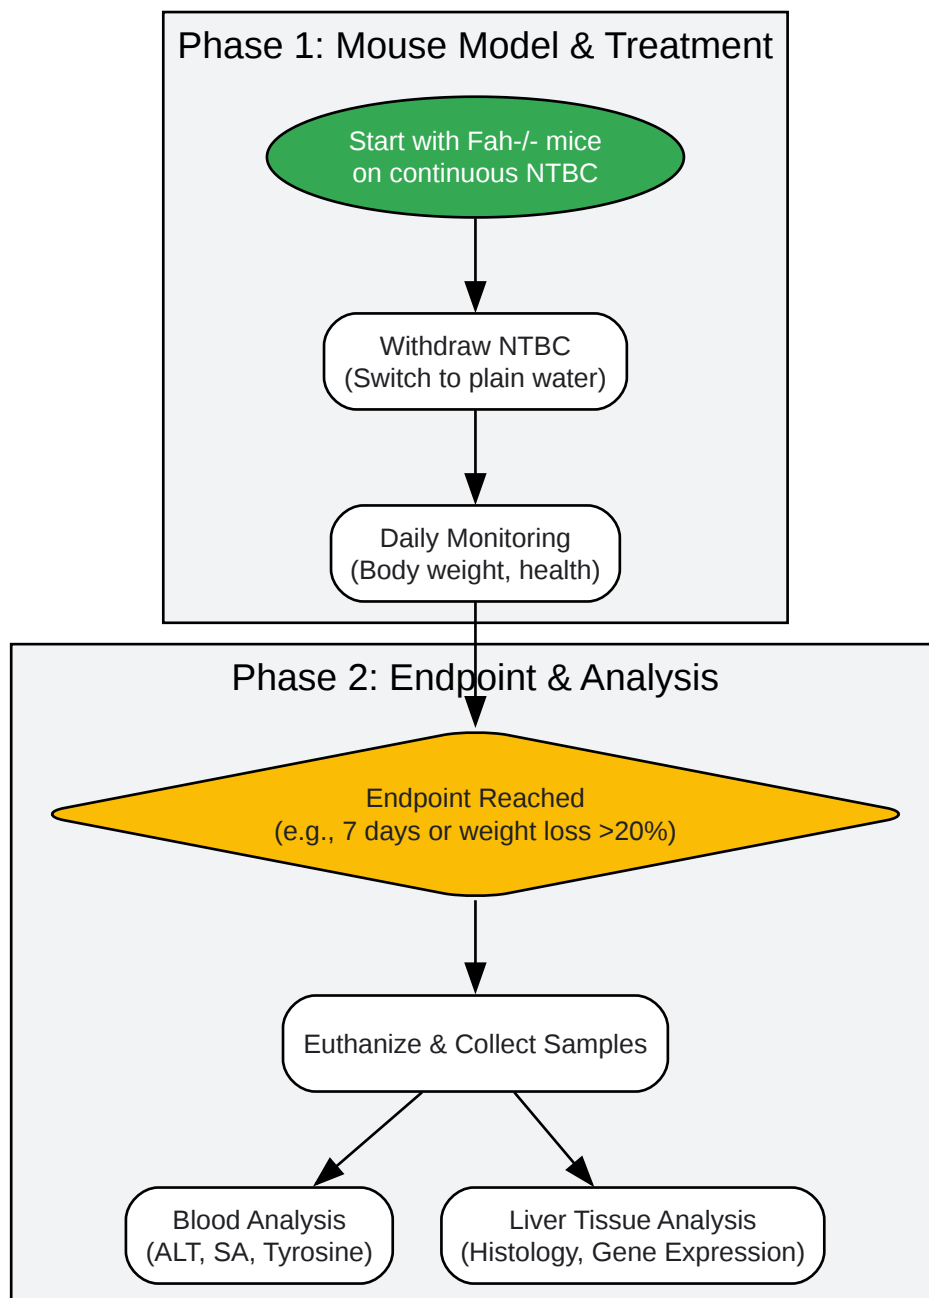 Phase 1: Mouse Model & Treatment
Start with Fah-/- mice
on continuous NTBC
Withdraw NTBC
(Switch to plain water)
Daily Monitoring
(Body weight, health)
Phase 2: Endpoint & Analysis
Endpoint Reached
(e.g., 7 days or weight loss >20%)
Euthanize & Collect Samples
Blood Analysis
(ALT, SA, Tyrosine)
Liver Tissue Analysis
(Histology, Gene Expression)